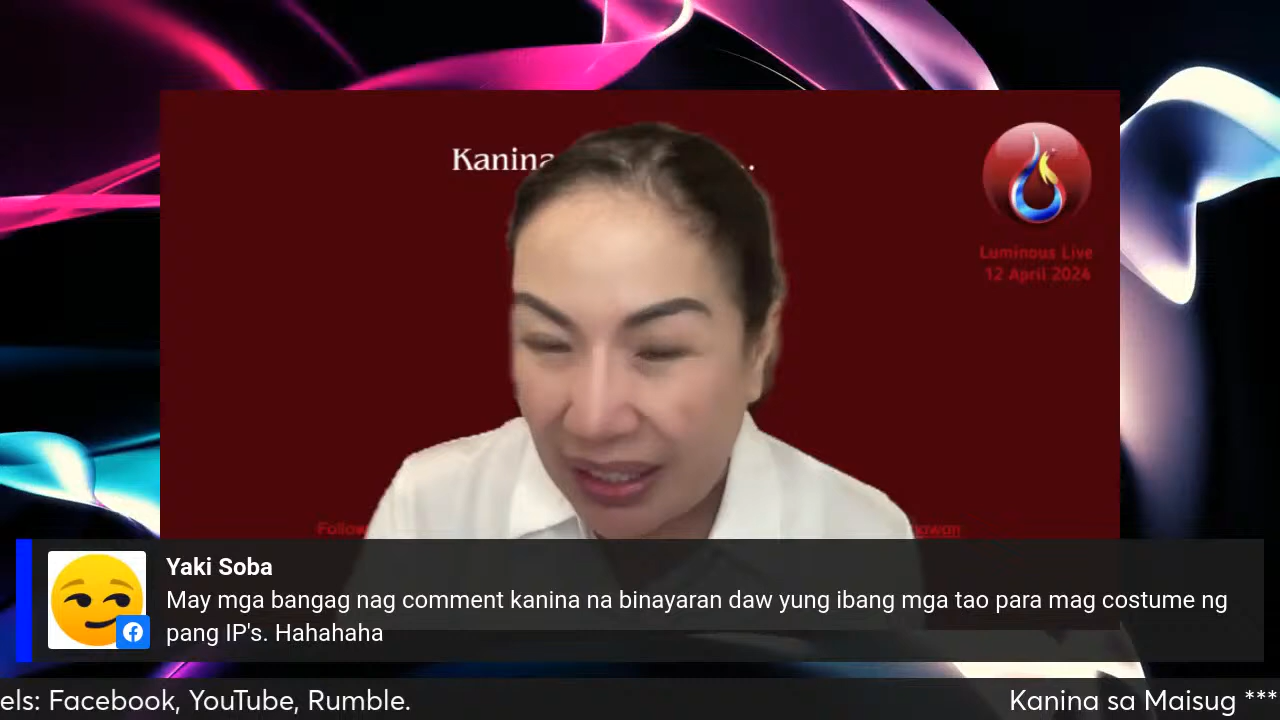 Kanina
..
Luminous Live
12 April 2024
Follow
Yaki Soba
May mga bangag nag comment kanina na binayaran daw yung ibang mga tao para mag costume ng
pang IP's. Hahahaha
els: Facebook, YouTube, Rumble.
Kanina sa Maisug ***